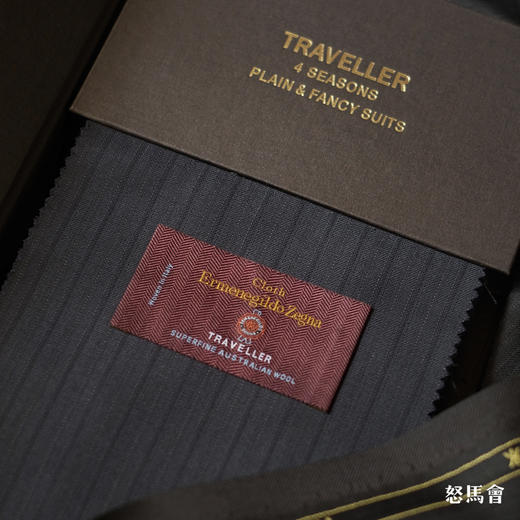 TRAVELLER
4 SEASONS
PLAIN & FANCY SUITS
Cloth
Ermenegildo Zegna
TRAVELLER
SUPERFINE AUSTRALIAN WOOL
怒馬會